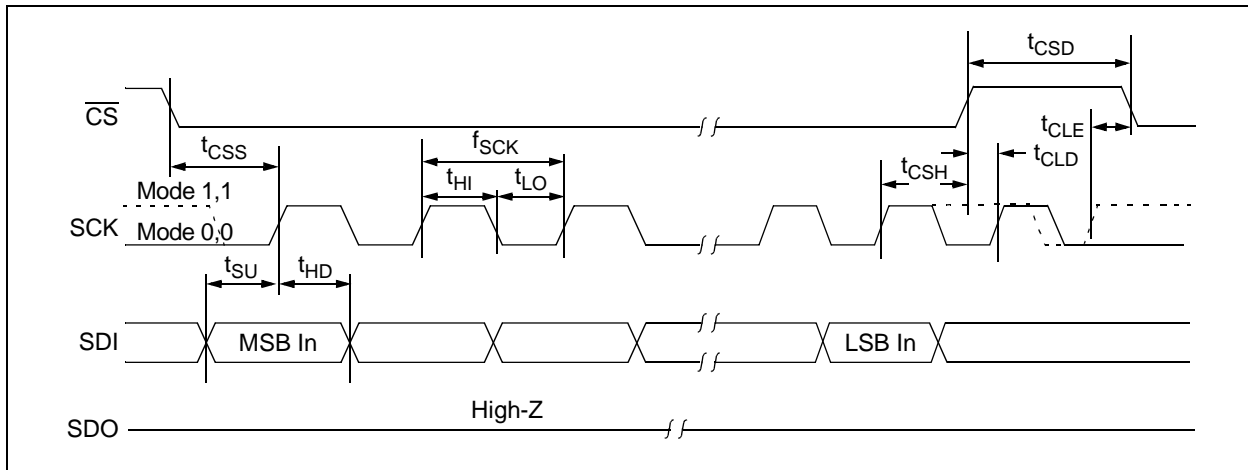 tCSD
CS
tCLE
tCSS
fSCK
tCLD
tHI
tLO
tCSH
Mode 1,1
SCK
Mode 0,0
tSU
tHD
SDI
MSB In
LSB In
High-Z
SDO